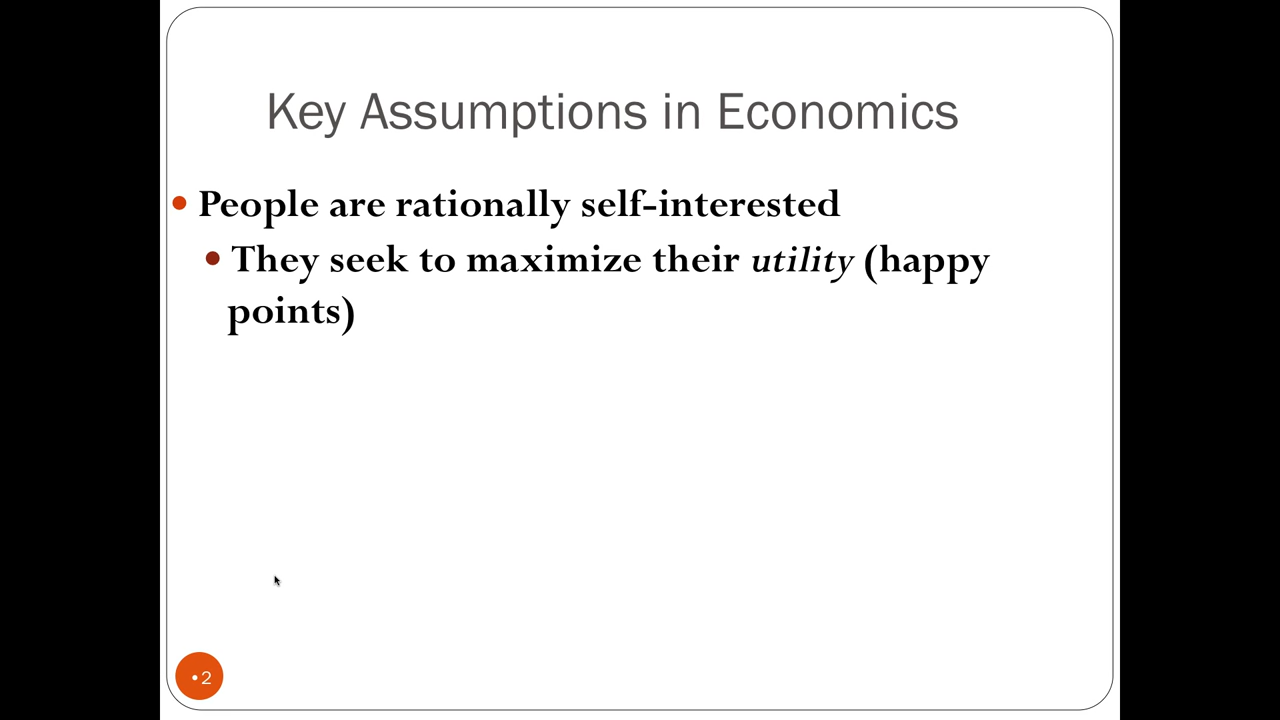 Key Assumptions in Economics
• People are rationally self-interested
• They seek to maximize their utility (happy
points)
•2